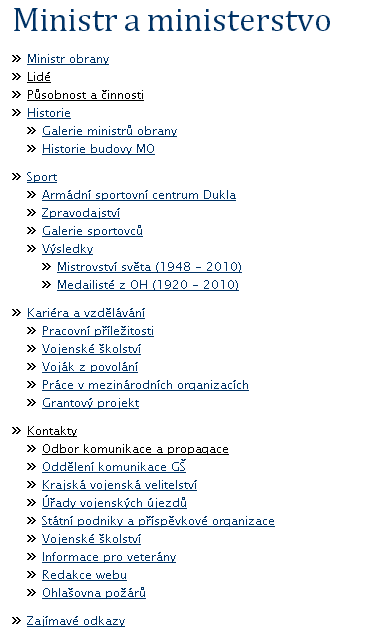 Ministr a ministerstvo
» Ministr obrany
» Lidé
» Působnost a činnosti
» Historie
» Galerie ministrů obrany
» Historie budovy MO
» Sport
» Armádní sportovní centrum Dukla
» Zpravodajství
» Galerie sportovců
» Výsledky
» Mistrovství světa (1948 - 2010)
» Medailisté z OH (1920 - 2010)
» Kariéra a vzdělávání
» Pracovní příležitosti
» Vojenské školství
» Voják z povolání
» Práce v mezinárodních organizacích
» Grantový projekt
» Kontakty
» Odbor komunikace a propagace
» Oddělení komunikace GŠ
» Krajská vojenská velitelství
» Úřady vojenských újezdů
» Státní podniky a příspěvkové organizace
» Vojenské školství
» Informace pro veterány
» Redakce webu
» Ohlašovna požárů
» Zajímavé odkazy